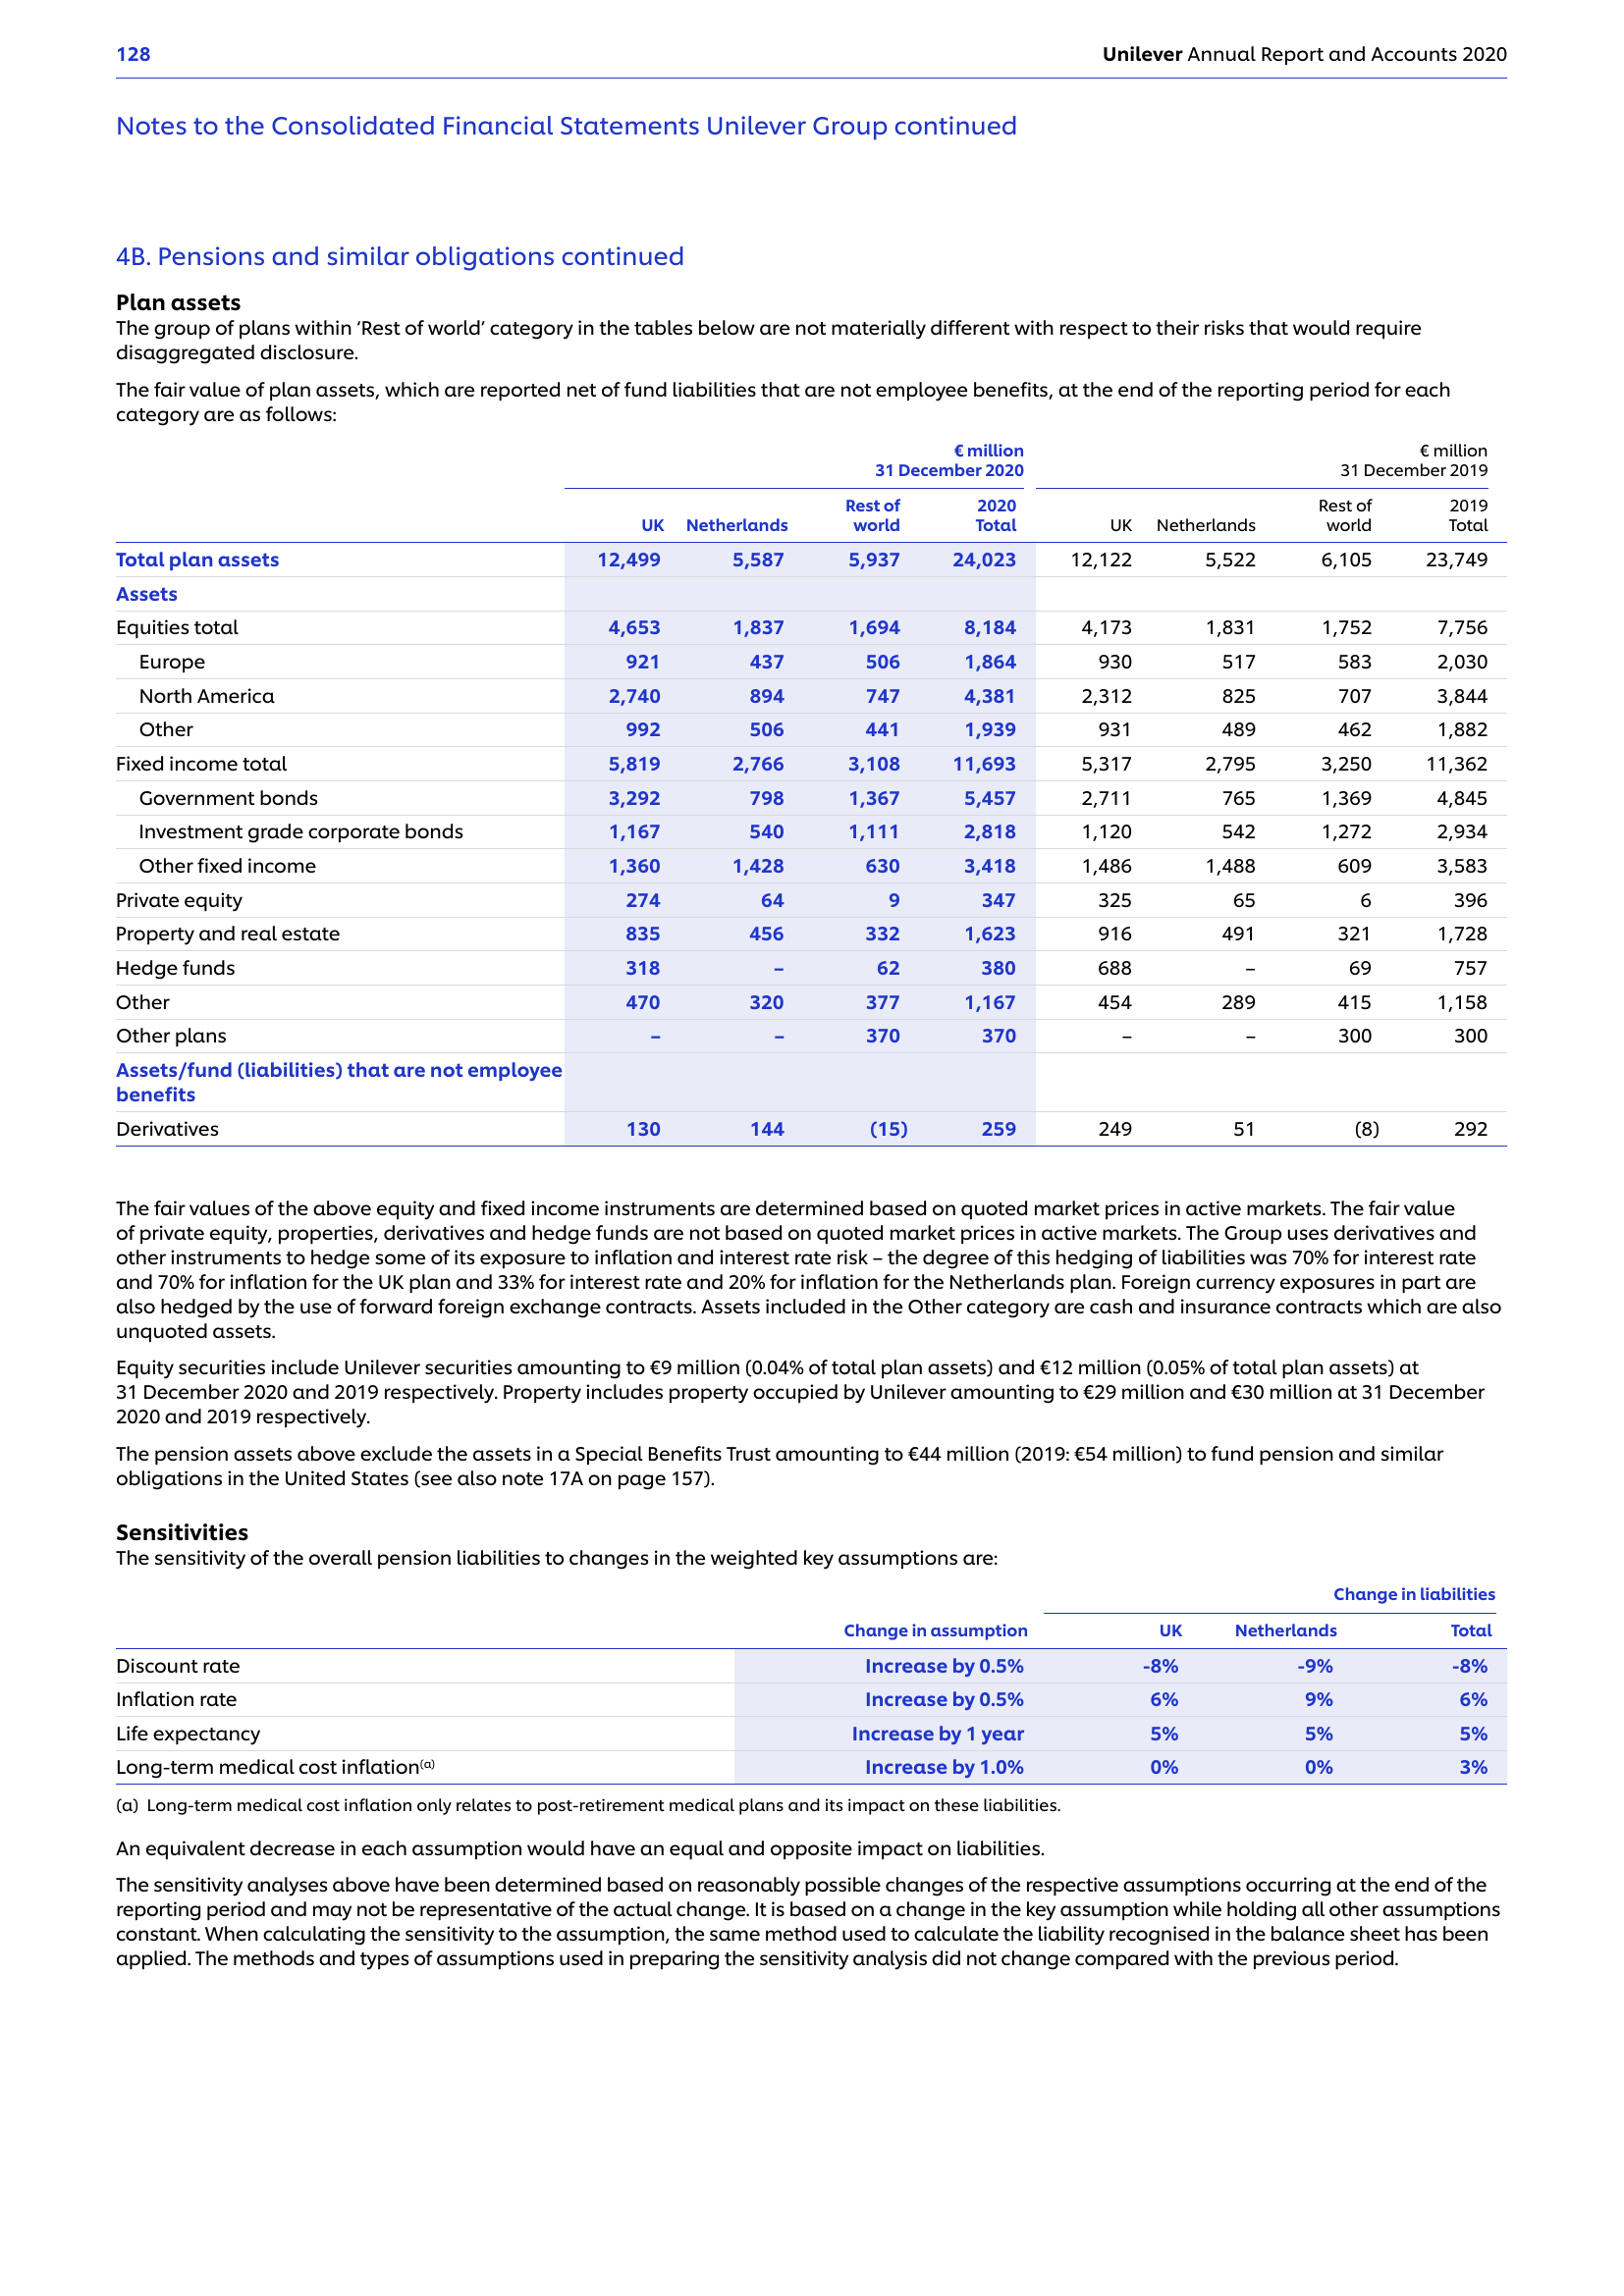 128
Unilever Annual Report and Accounts 2020
Notes to the Consolidated Financial Statements Unilever Group continued
4B. Pensions and similar obligations continued
Plan assets
The group of plans within ‘Rest of world’ category in the tables below are not materially different with respect to their risks that would require
disaggregated disclosure.
The fair value of plan assets, which are reported net of fund liabilities that are not employee benefits, at the end of the reporting period for each
category are as follows:
€ million € million
31 December 2020 31 December 2019
Rest of 2020 Rest of 2019
UK Netherlands world Total UK Netherlands world Total
Total plan assets 12,499 5,587 5,937 24,023 12,122 5,522 6,105 23,749
Assets
Equities total 4,653 1,837 1,694 8,184 4,173 1,831 1,752 7,756
Europe 921 437 506 1,864 930 517 583 2,030
North America 2,740 894 747 4,381 2,312 825 707 3,844
Other 992 506 441 1,939 931 489 462 1,882
Fixed income total 5,819 2,766 3,108 11,693 5,317 2,795 3,250 11,362
Government bonds 3,292 798 1,367 5,457 2,711 765 1,369 4,845
Investment grade corporate bonds 1,167 540 1,111 2,818 1,120 542 1,272 2,934
Other fixed income 1,360 1,428 630 3,418 1,486 1,488 609 3,583
Private equity 274 64 9 347 325 65 6 396
Property and real estate 835 456 332 1,623 916 491 321 1,728
Hedge funds 318 – 62 380 688 – 69 757
Other 470 320 377 1,167 454 289 415 1,158
Other plans – – 370 370 – – 300 300
Assets/fund (liabilities) that are not employee
benefits
Derivatives 130 144 (15) 259 249 51 (8) 292
The fair values of the above equity and fixed income instruments are determined based on quoted market prices in active markets. The fair value
of private equity, properties, derivatives and hedge funds are not based on quoted market prices in active markets. The Group uses derivatives and
other instruments to hedge some of its exposure to inflation and interest rate risk – the degree of this hedging of liabilities was 70% for interest rate
and 70% for inflation for the UK plan and 33% for interest rate and 20% for inflation for the Netherlands plan. Foreign currency exposures in part are
also hedged by the use of forward foreign exchange contracts. Assets included in the Other category are cash and insurance contracts which are also
unquoted assets.
Equity securities include Unilever securities amounting to €9 million (0.04% of total plan assets) and €12 million (0.05% of total plan assets) at
31 December 2020 and 2019 respectively. Property includes property occupied by Unilever amounting to €29 million and €30 million at 31 December
2020 and 2019 respectively.
The pension assets above exclude the assets in a Special Benefits Trust amounting to €44 million (2019: €54 million) to fund pension and similar
obligations in the United States (see also note 17A on page 157).
Sensitivities
The sensitivity of the overall pension liabilities to changes in the weighted key assumptions are:
Change in liabilities
Change in assumption UK Netherlands Total
Discount rate Increase by 0.5% -8% -9% -8%
Inflation rate Increase by 0.5% 6% 9% 6%
Life expectancy Increase by 1 year 5% 5% 5%
Long-term medical cost inflation(a) Increase by 1.0% 0% 0% 3%
(a) Long-term medical cost inflation only relates to post-retirement medical plans and its impact on these liabilities.
An equivalent decrease in each assumption would have an equal and opposite impact on liabilities.
The sensitivity analyses above have been determined based on reasonably possible changes of the respective assumptions occurring at the end of the
reporting period and may not be representative of the actual change. It is based on a change in the key assumption while holding all other assumptions
constant. When calculating the sensitivity to the assumption, the same method used to calculate the liability recognised in the balance sheet has been
applied. The methods and types of assumptions used in preparing the sensitivity analysis did not change compared with the previous period.